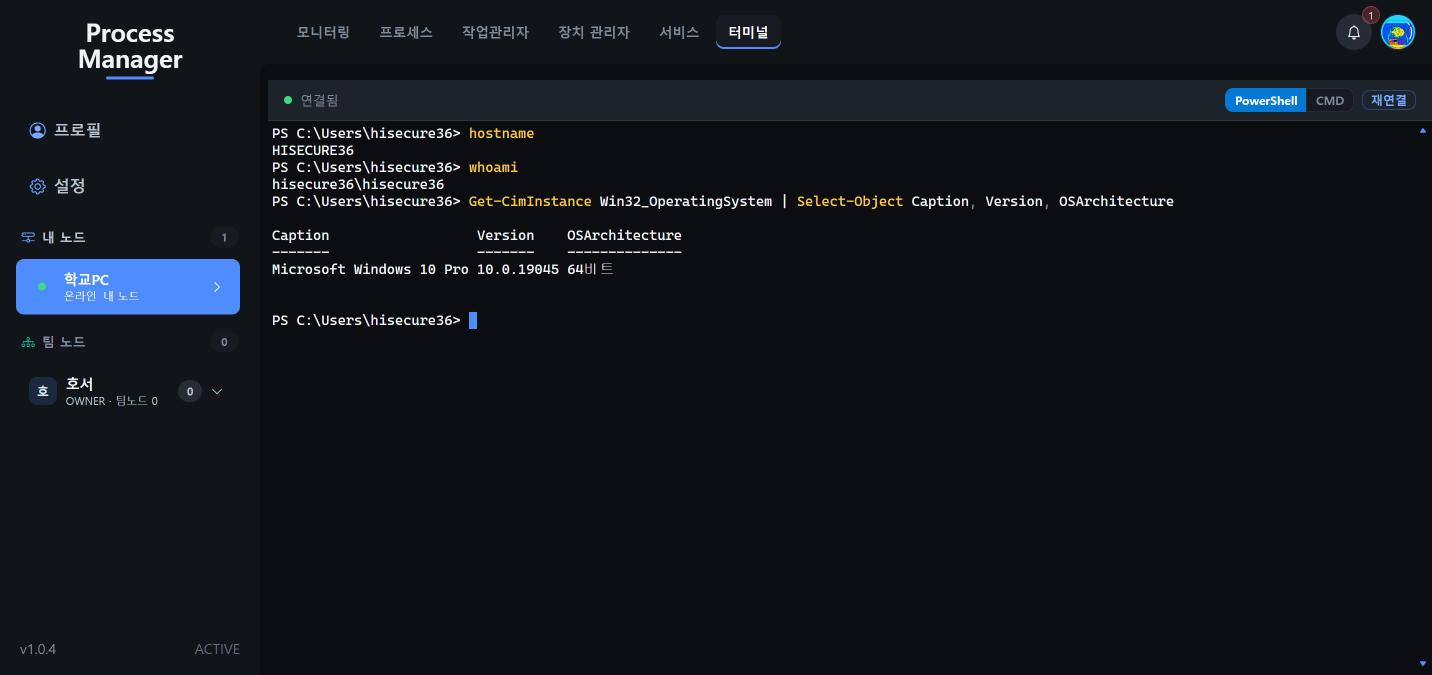 Process
Manager
모니터링 프로세스 작업관리자 장치 관리자 서비스 터미널
1
연결됨
PowerShell CMD 재연결
프로필
설정
내 노드 1
학교PC
온라인 내 노드
팀 노드 0
호 호서
OWNER · 팀노드 0
0
v1.0.4 ACTIVE
PS C:\Users\hisecure36> hostname
HISECURE36
PS C:\Users\hisecure36> whoami
hisecure36\hisecure36
PS C:\Users\hisecure36> Get-CimInstance Win32_OperatingSystem | Select-Object Caption, Version, OSArchitecture
Caption Version OSArchitecture
------- ------- --------------
Microsoft Windows 10 Pro 10.0.19045 64비트
PS C:\Users\hisecure36>